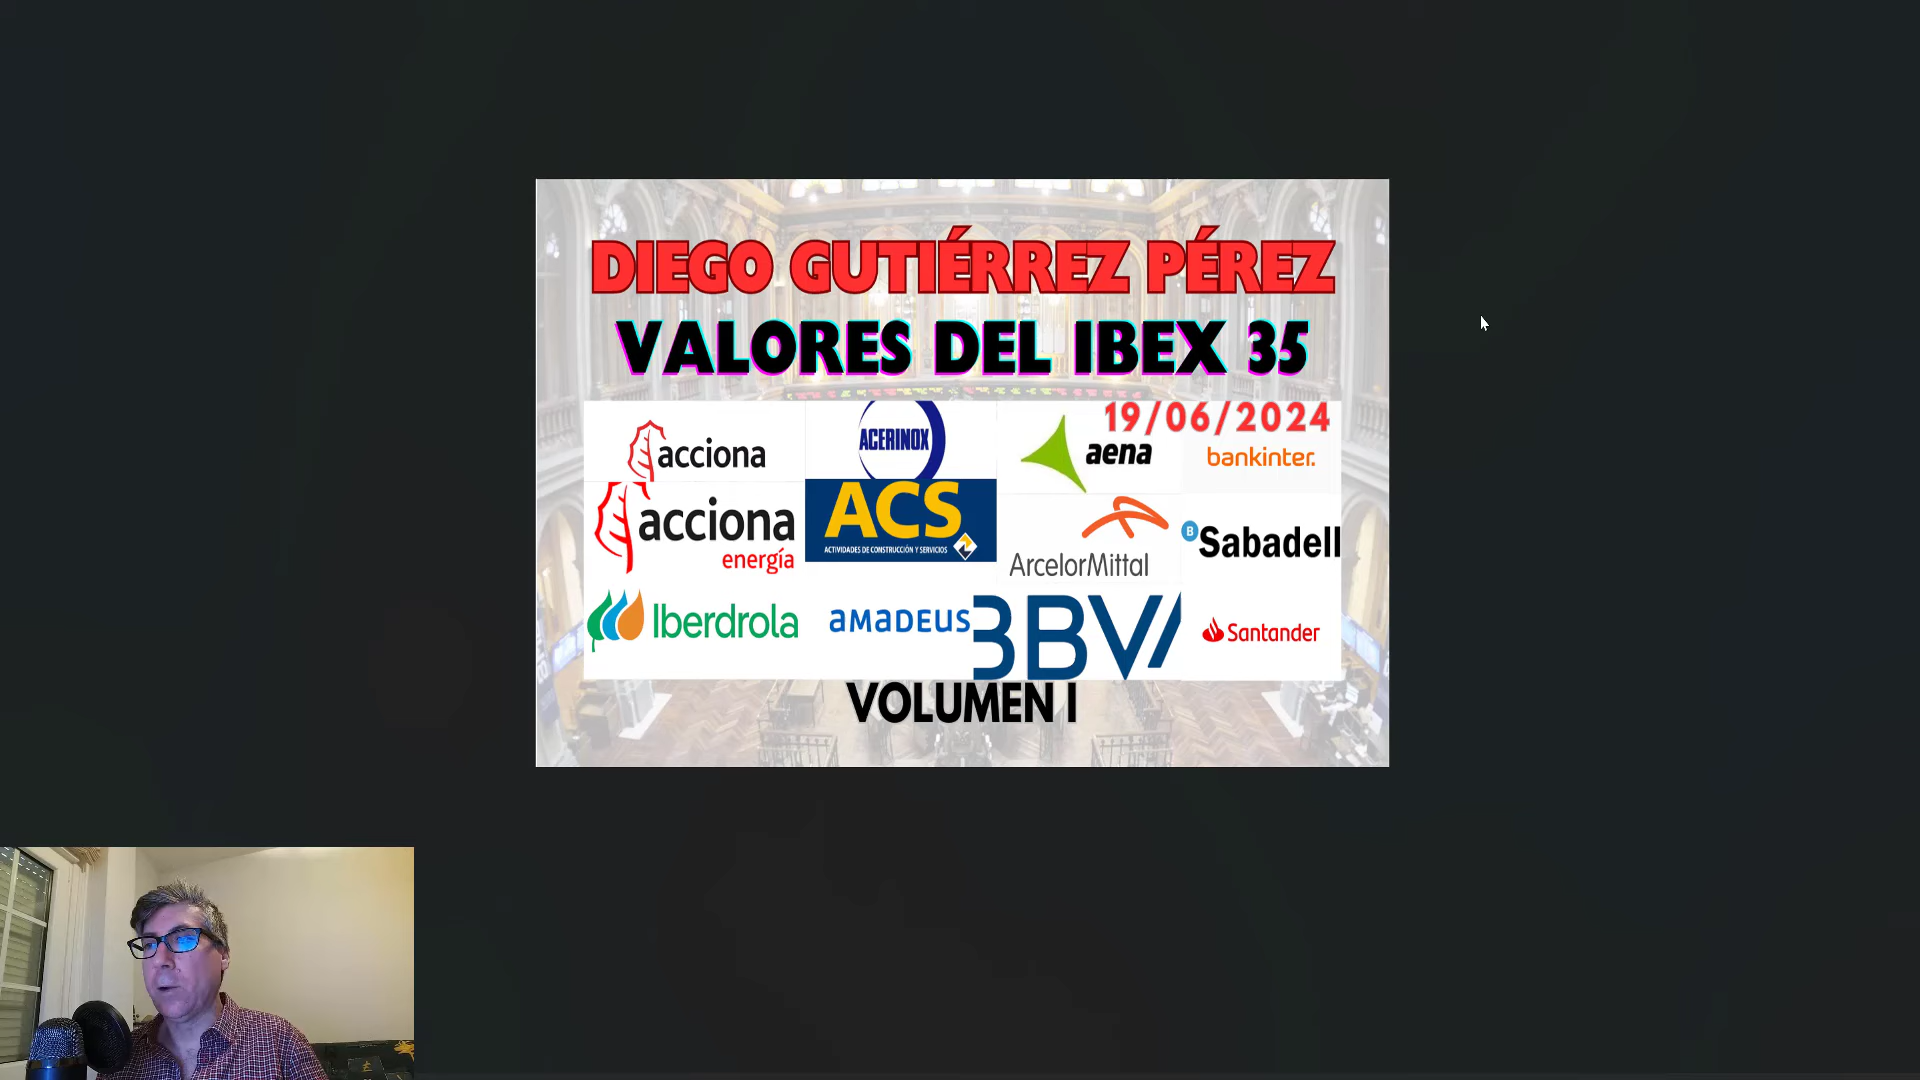 DIEGO GUTIÉRREZ PÉREZ
VALORES DEL IBEX 35
19/06/2024
acciona
ACERINOX
aena
bankinter.
acciona
energía
ACS
ACTIVIDADES DE CONSTRUCCIÓN Y SERVICIOS
ArcelorMittal
B Sabadell
Iberdrola
amadeus
BBVA
Santander
VOLUMEN I